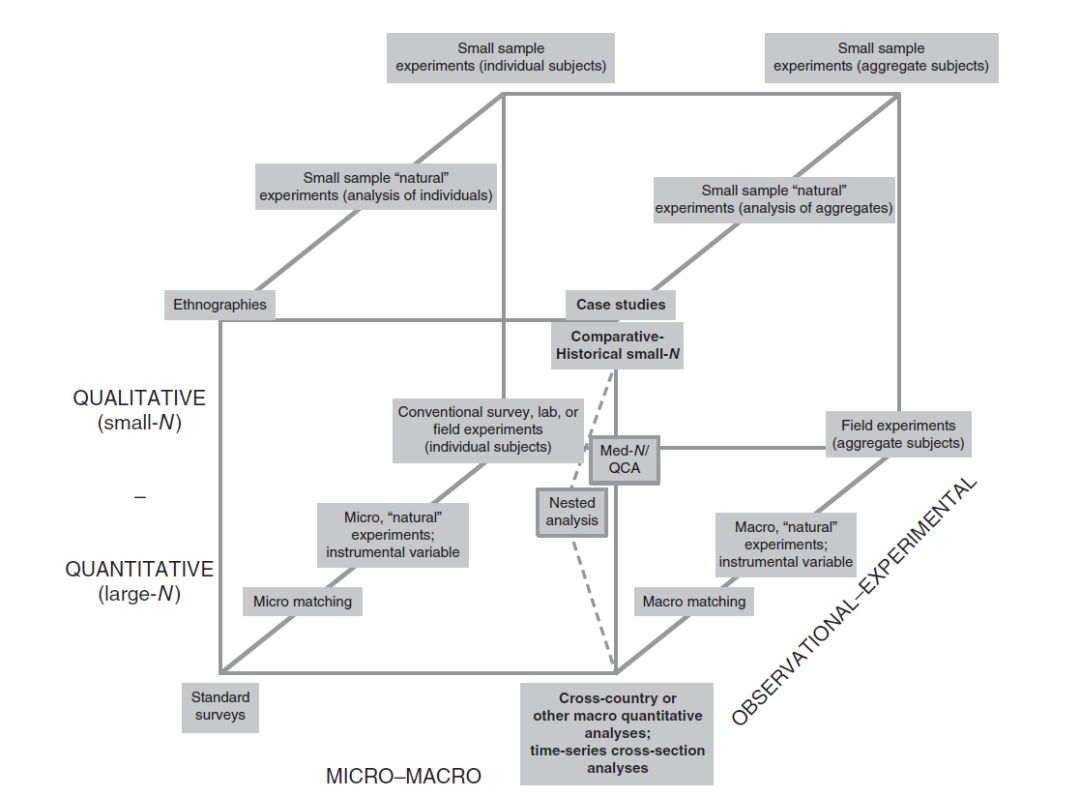 Small sample
experiments (individual subjects)
Small sample
experiments (aggregate subjects)
Small sample “natural”
experiments (analysis of individuals)
Small sample “natural”
experiments (analysis of aggregates)
Ethnographies
Case studies
Comparative-
Historical small-N
QUALITATIVE
(small-N)
–
QUANTITATIVE
(large-N)
Conventional survey, lab, or
field experiments
(individual subjects)
Med-N/
QCA
Field experiments
(aggregate subjects)
Nested
analysis
Micro, “natural”
experiments;
instrumental variable
Macro, “natural”
experiments;
instrumental variable
Micro matching
Macro matching
OBSERVATIONAL–EXPERIMENTAL
Standard
surveys
Cross-country or
other macro quantitative
analyses;
time-series cross-section
analyses
MICRO–MACRO